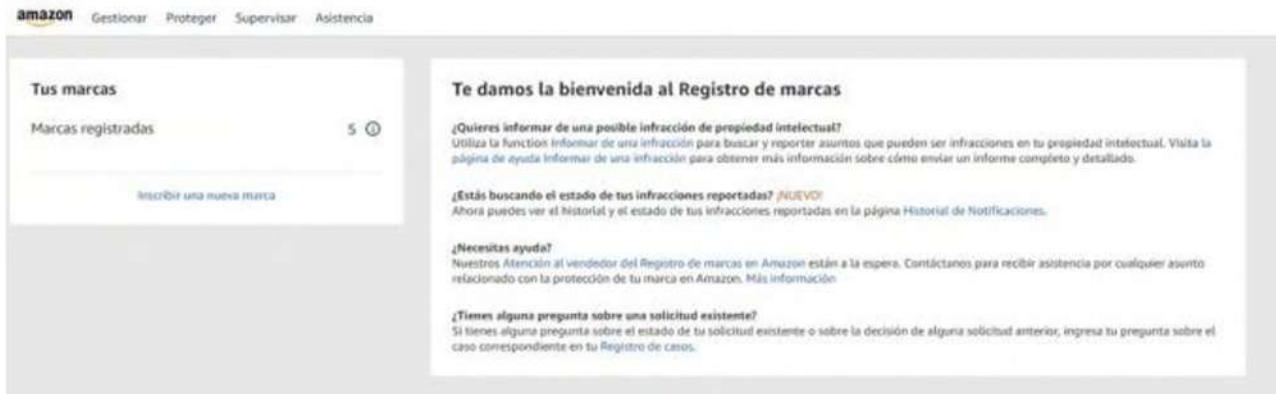 amazon Gestionar Proteger Supervisar Asistencia
Tus marcas
Marcas registradas 5
Inscribir una nueva marca
Te damos la bienvenida al Registro de marcas
¿Quieres informar de una posible infracción de propiedad intelectual?
Utiliza la function Informar de una infracción para buscar y reporter asuntos que pueden ser infracciones en tu propiedad intelectual. Visita la
página de ayuda Informar de una infracción para obtener más información sobre cómo enviar un informe completo y detallado.
¿Estás buscando el estado de tus infracciones reportadas? ¡NUEVO!
Ahora puedes ver el historial y el estado de tus infracciones reportadas en la página Historial de Notificaciones.
¿Necesitas ayuda?
Nuestros Atención al vendedor del Registro de marcas en Amazon están a la espera. Contáctanos para recibir asistencia por cualquier asunto
relacionado con la protección de tu marca en Amazon. Más información
¿Tienes alguna pregunta sobre una solicitud existente?
Si tienes alguna pregunta sobre el estado de tu solicitud existente o sobre la decisión de alguna solicitud anterior, ingresa tu pregunta sobre el
caso correspondiente en tu Registro de casos.